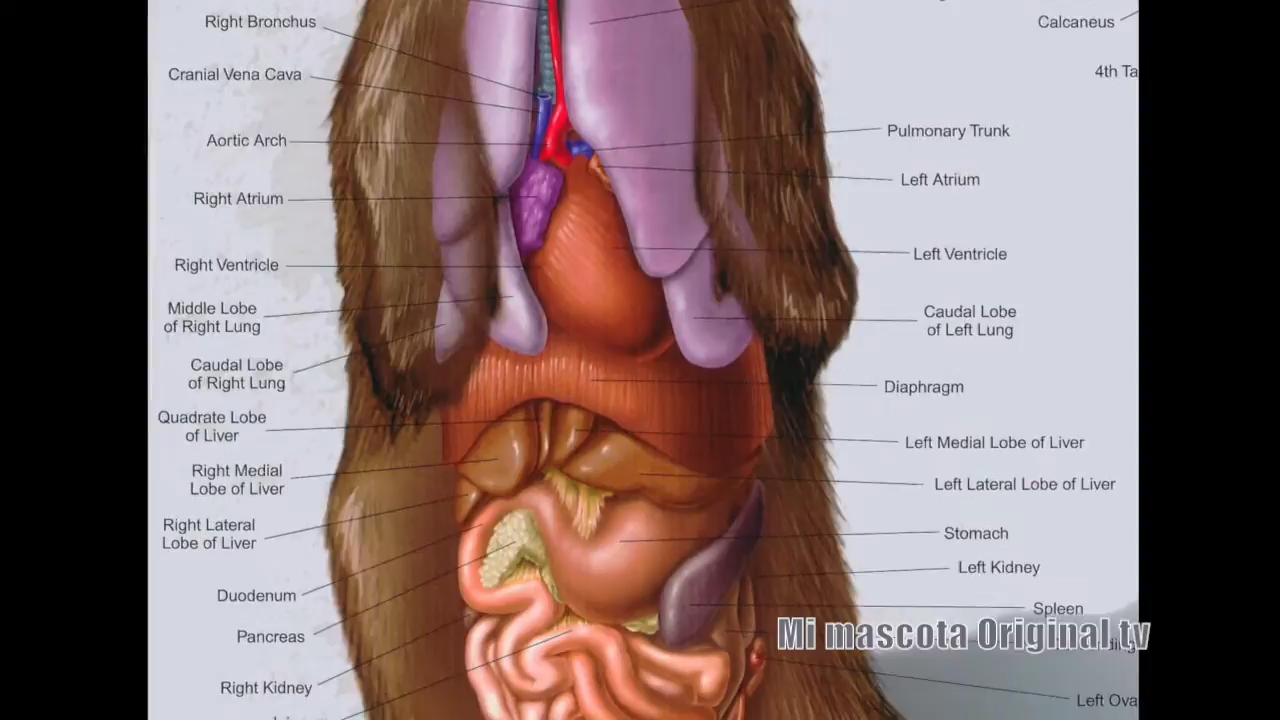 Right Bronchus
Cranial Vena Cava
Aortic Arch
Right Atrium
Right Ventricle
Middle Lobe
of Right Lung
Caudal Lobe
of Right Lung
Quadrate Lobe
of Liver
Right Medial
Lobe of Liver
Right Lateral
Lobe of Liver
Duodenum
Pancreas
Right Kidney
Calcaneus
4th Ta
Pulmonary Trunk
Left Atrium
Left Ventricle
Caudal Lobe
of Left Lung
Diaphragm
Left Medial Lobe of Liver
Left Lateral Lobe of Liver
Stomach
Left Kidney
Spleen
Mi mascota Original tv
Left Ova